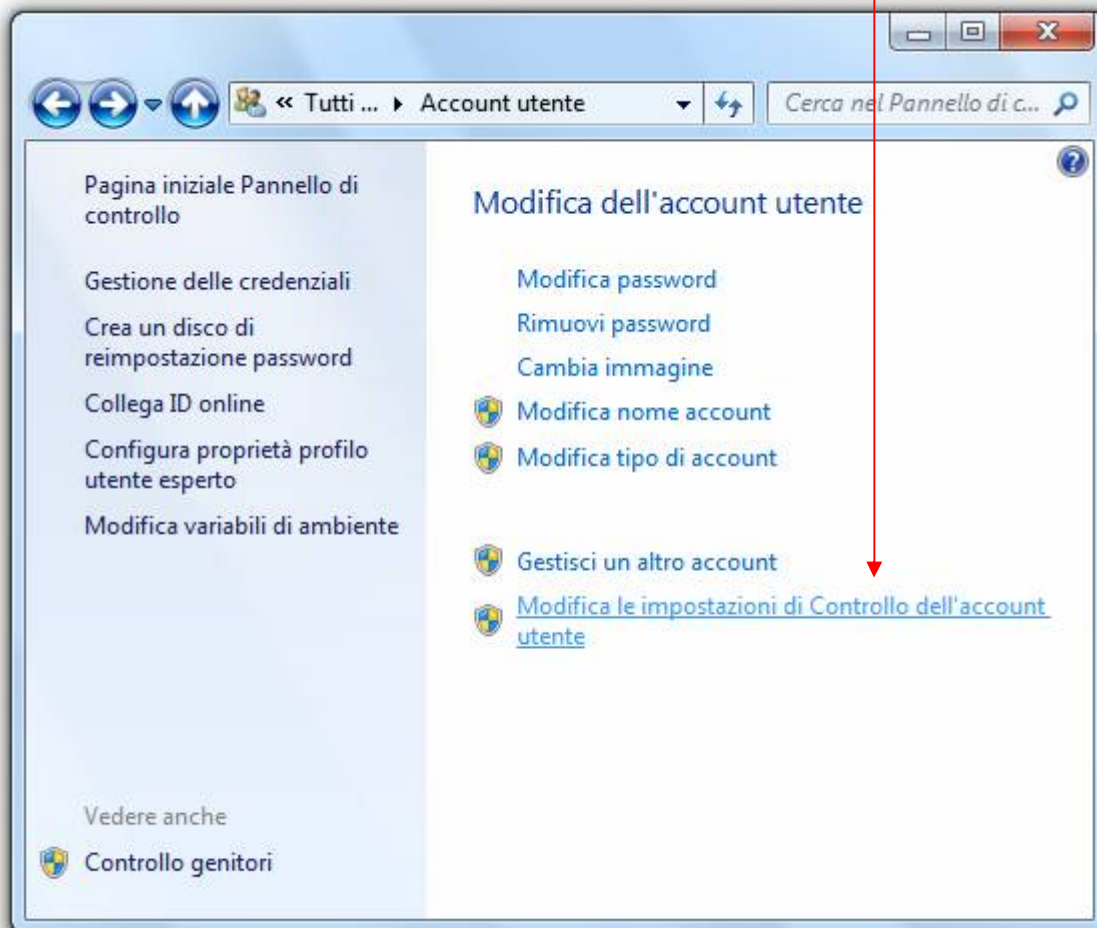 « Tutti ... Account utente
Cerca nel Pannello di c...
Pagina iniziale Pannello di
controllo
Gestione delle credenziali
Crea un disco di
reimpostazione password
Collega ID online
Configura proprietà profilo
utente esperto
Modifica variabili di ambiente
Vedere anche
Controllo genitori
Modifica dell'account utente
Modifica password
Rimuovi password
Cambia immagine
Modifica nome account
Modifica tipo di account
Gestisci un altro account
Modifica le impostazioni di Controllo dell'account
utente